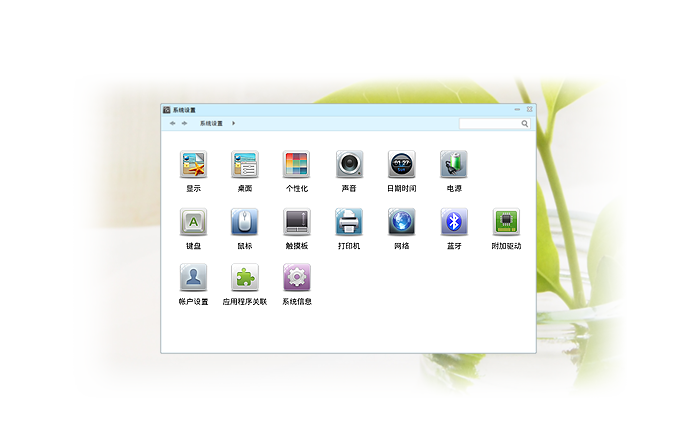 系统设置
系统设置
显示 桌面 个性化 声音 日期时间 电源
键盘 鼠标 触摸板 打印机 网络 蓝牙 附加驱动
帐户设置 应用程序关联 系统信息